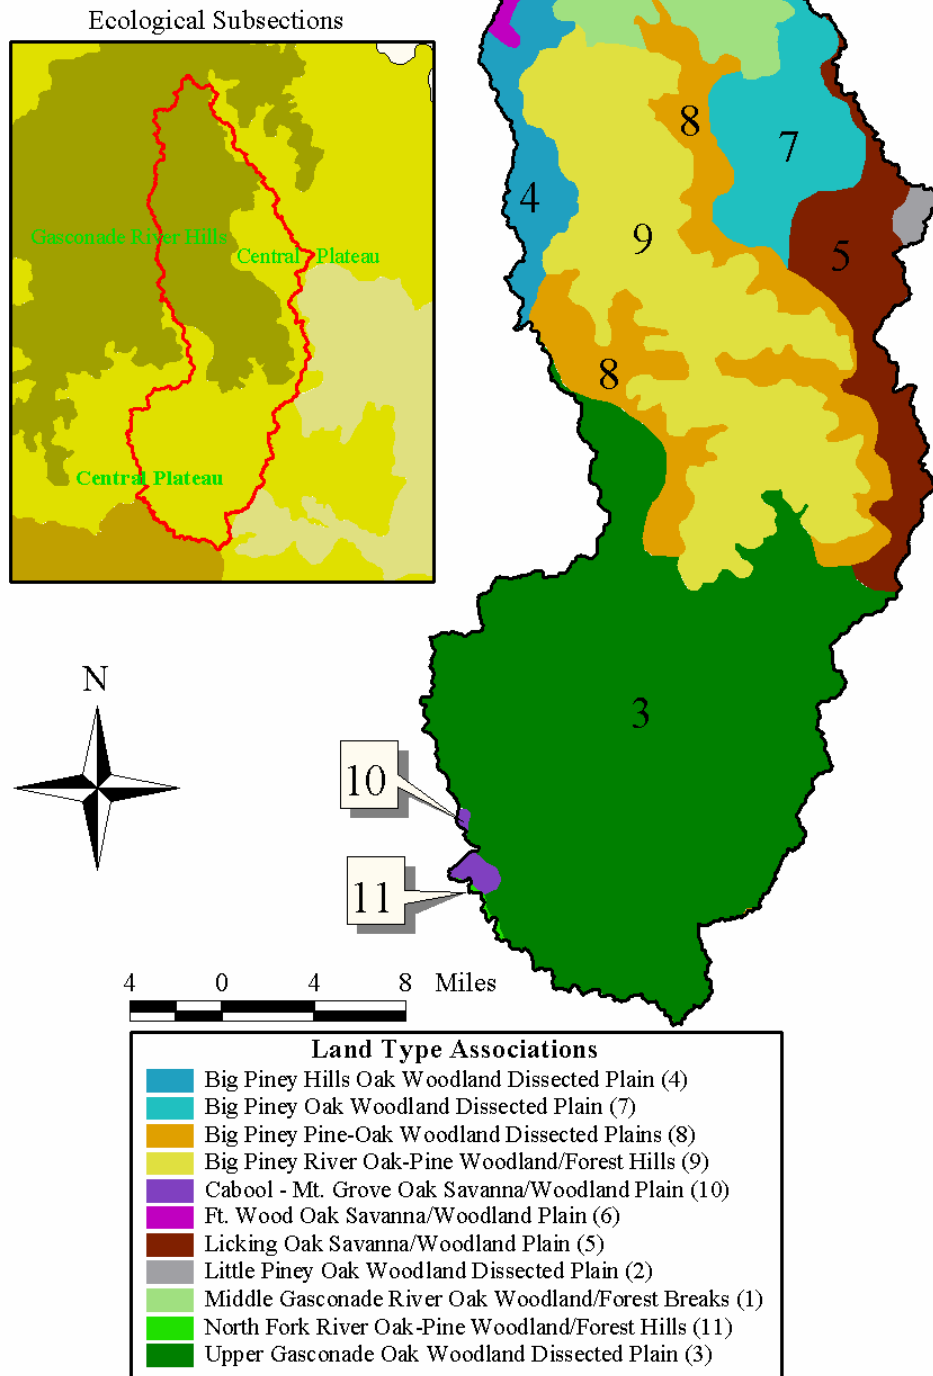 Ecological Subsections
Gasconade River Hills
Central Plateau
Central Plateau
8
7
4
9
5
8
3
N
10
11
4 0 4 8 Miles
Land Type Associations
Big Piney Hills Oak Woodland Dissected Plain (4)
Big Piney Oak Woodland Dissected Plain (7)
Big Piney Pine-Oak Woodland Dissected Plains (8)
Big Piney River Oak-Pine Woodland/Forest Hills (9)
Cabool - Mt. Grove Oak Savanna/Woodland Plain (10)
Ft. Wood Oak Savanna/Woodland Plain (6)
Licking Oak Savanna/Woodland Plain (5)
Little Piney Oak Woodland Dissected Plain (2)
Middle Gasconade River Oak Woodland/Forest Breaks (1)
North Fork River Oak-Pine Woodland/Forest Hills (11)
Upper Gasconade Oak Woodland Dissected Plain (3)